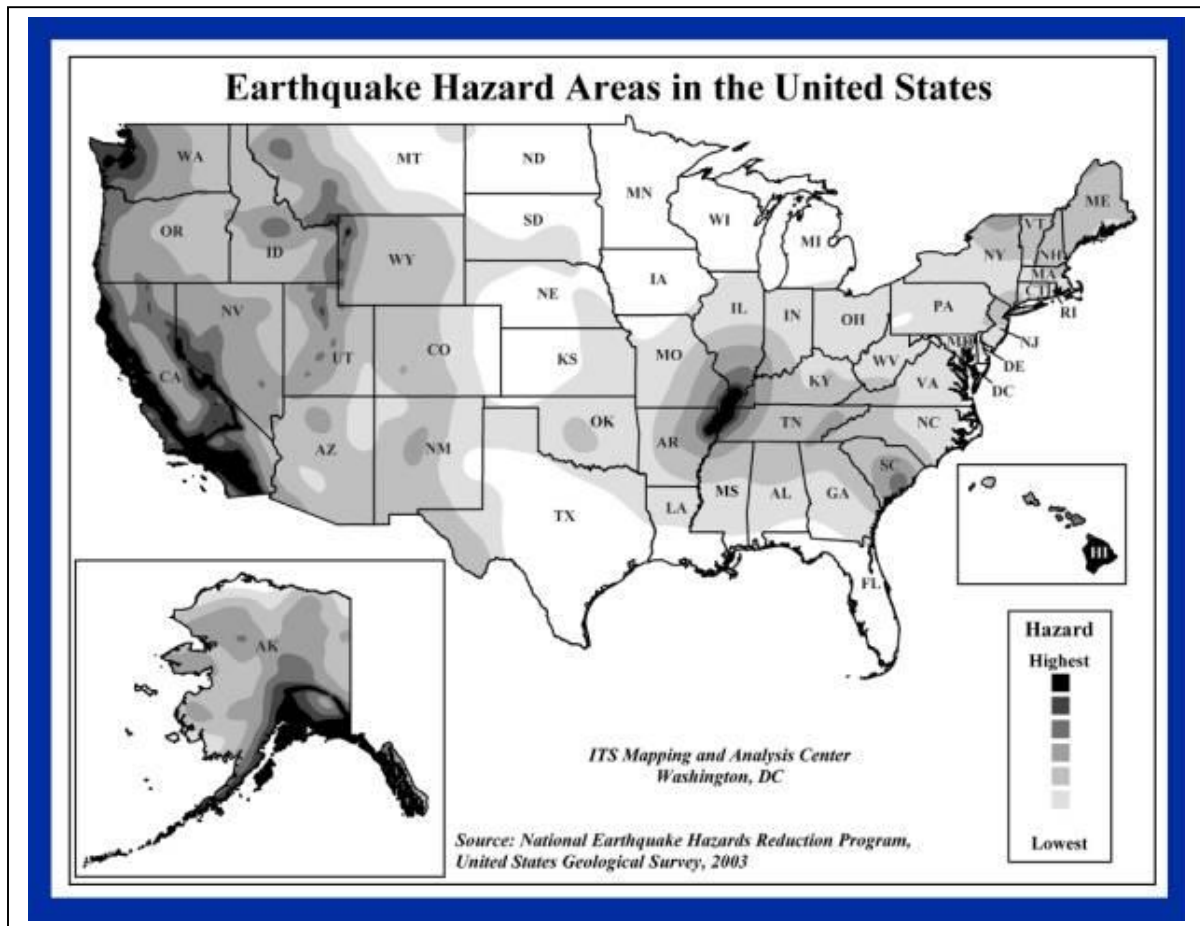 Earthquake Hazard Areas in the United States
WA
MT
ND
MN
ME
OR
ID
WY
SD
WI
MI
NY
VT
NH
MA
CT
RI
NV
UT
CO
NE
IA
IL
IN
OH
PA
NJ
MD
DE
DC
CA
KS
MO
KY
WV
VA
AZ
NM
OK
AR
TN
NC
SC
TX
LA
MS
AL
GA
FL
HI
AK
Hazard
Highest
Lowest
ITS Mapping and Analysis Center
Washington, DC
Source: National Earthquake Hazards Reduction Program,
United States Geological Survey, 2003